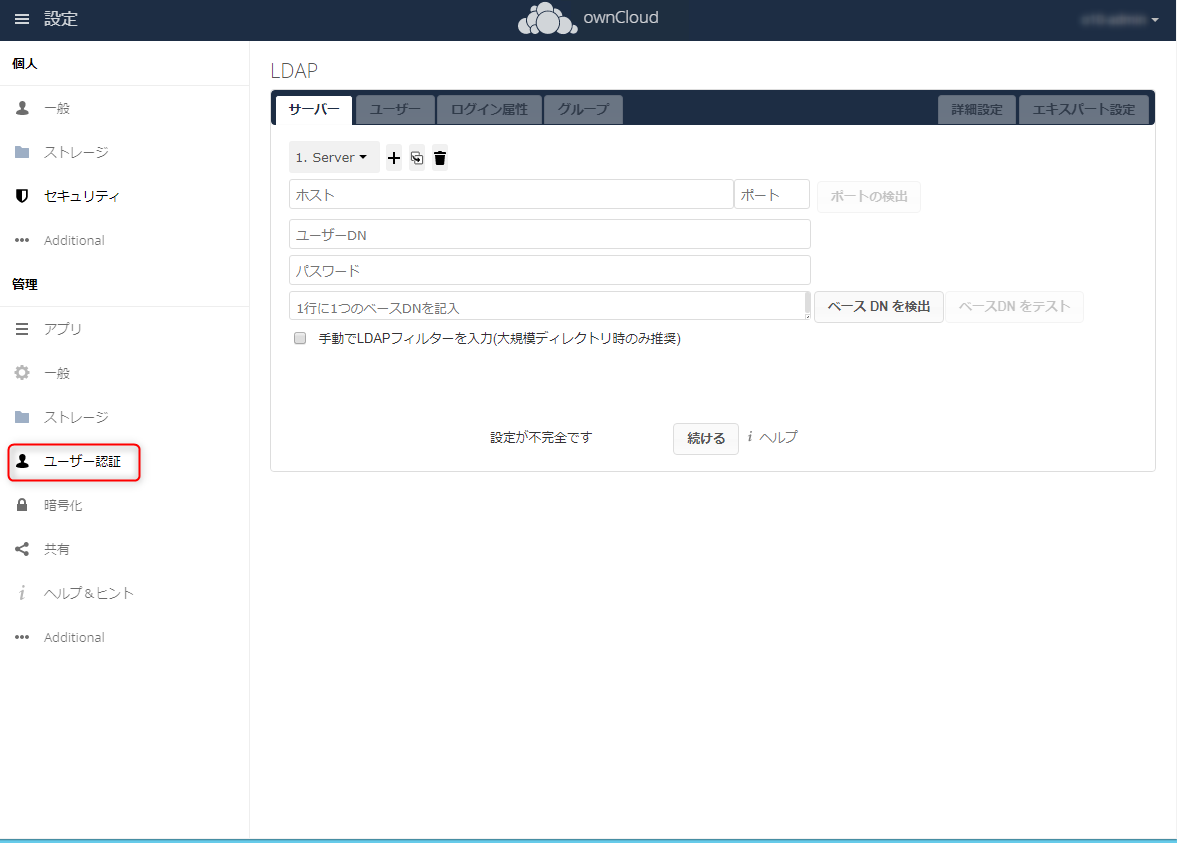 設定
ownCloud
個人
一般
ストレージ
セキュリティ
Additional
管理
アプリ
一般
ストレージ
ユーザー認証
暗号化
共有
ヘルプ＆ヒント
Additional
LDAP
サーバー ユーザー ログイン属性 グループ 詳細設定 エキスパート設定
1. Server
ホスト ポート ポートの検出
ユーザーDN
パスワード
1行に1つのベースDNを記入 ベース DN を検出 ベースDN をテスト
手動でLDAPフィルターを入力(大規模ディレクトリ時のみ推奨)
設定が不完全です 続ける i ヘルプ